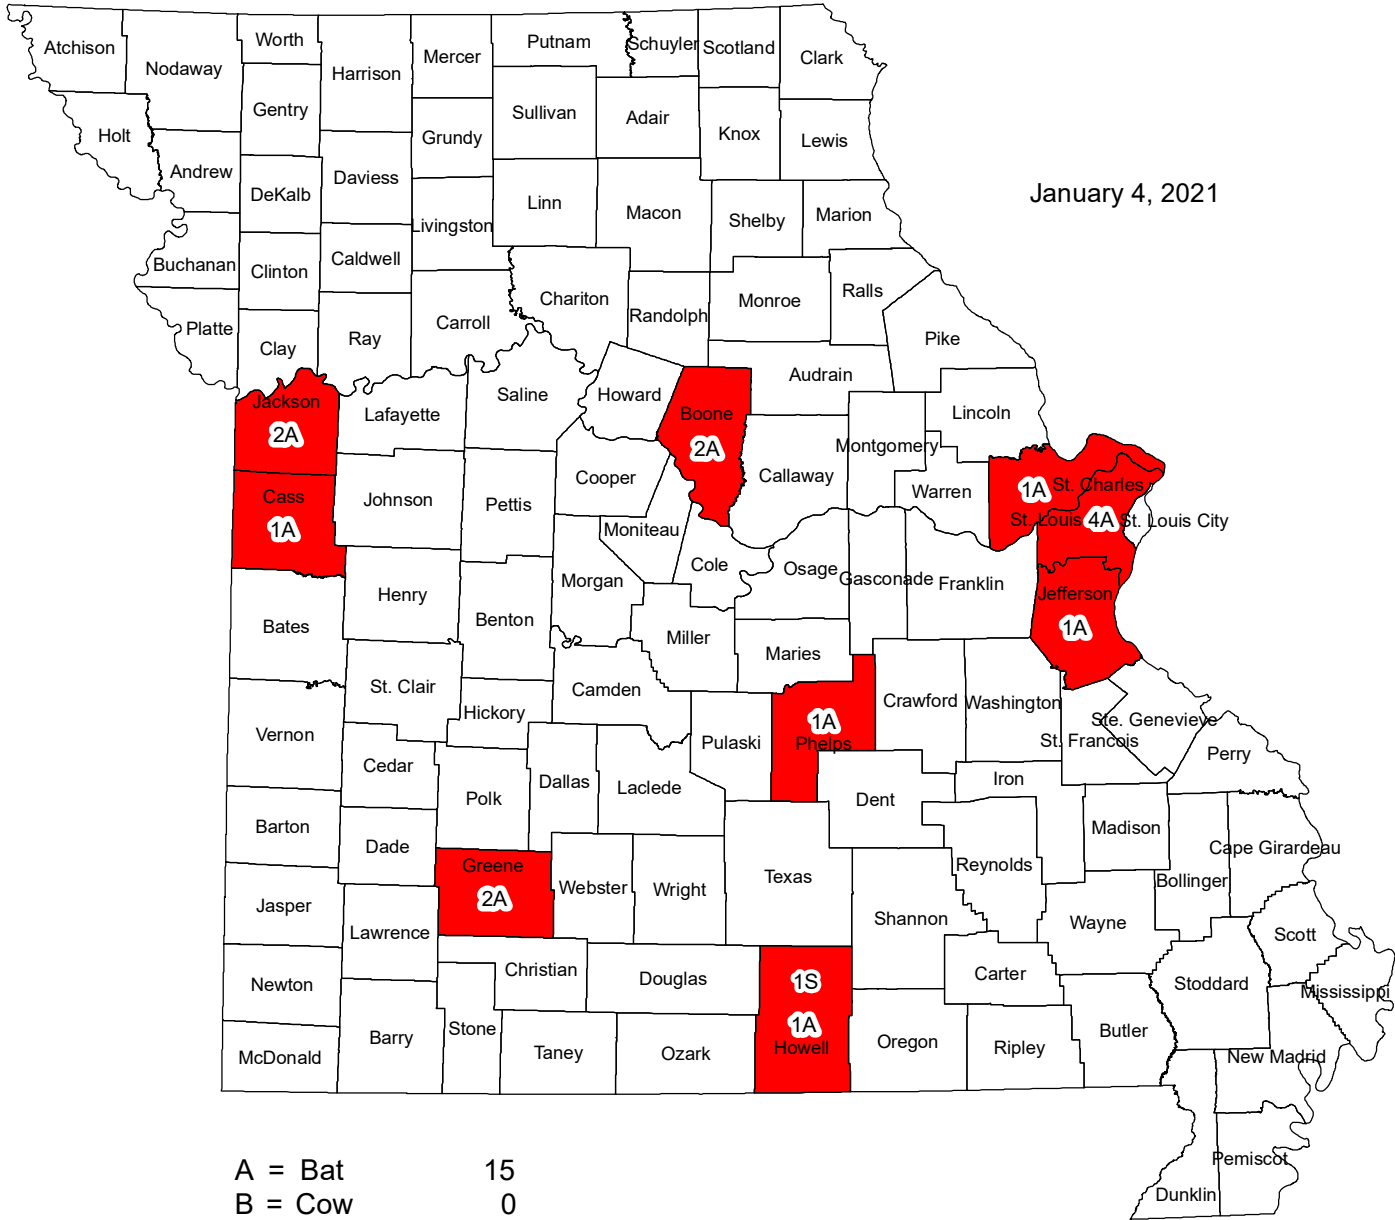 Atchison Nodaway Worth Harrison Mercer Putnam Schuyler Scotland Clark
Holt Gentry Grundy Sullivan Adair Knox Lewis
Andrew DeKalb Daviess Livingston Linn Macon Shelby Marion
January 4, 2021
Buchanan Clinton Caldwell Chariton Randolph Monroe Ralls
Platte Clay Ray Carroll Pike
Jackson Lafayette Saline Howard Boone Audrain Lincoln
2A 2A
Cass Johnson Pettis Cooper Callaway Montgomery Warren St. Charles
1A 1A
St. Louis 4A St. Louis City
Moniteau Cole Osage Gasconade Franklin Jefferson
1A
Bates Henry Benton Morgan Miller Maries
St. Clair Hickory Camden Crawford Washington
Vernon Pulaski 1A
Phelps
St. Francois Ste. Genevieve Perry
Cedar Polk Dallas Laclede Dent Iron
Barton Dade Madison Cape Girardeau
Greene Webster Wright Texas Reynolds Bollinger
2A
Jasper Lawrence Shannon Wayne Scott
Newton Christian Douglas 1S Carter Stoddard Mississippi
1A
Howell
McDonald Barry Stone Taney Ozark Oregon Ripley Butler New Madrid
Pemiscot
Dunklin
A = Bat 15
B = Cow 0